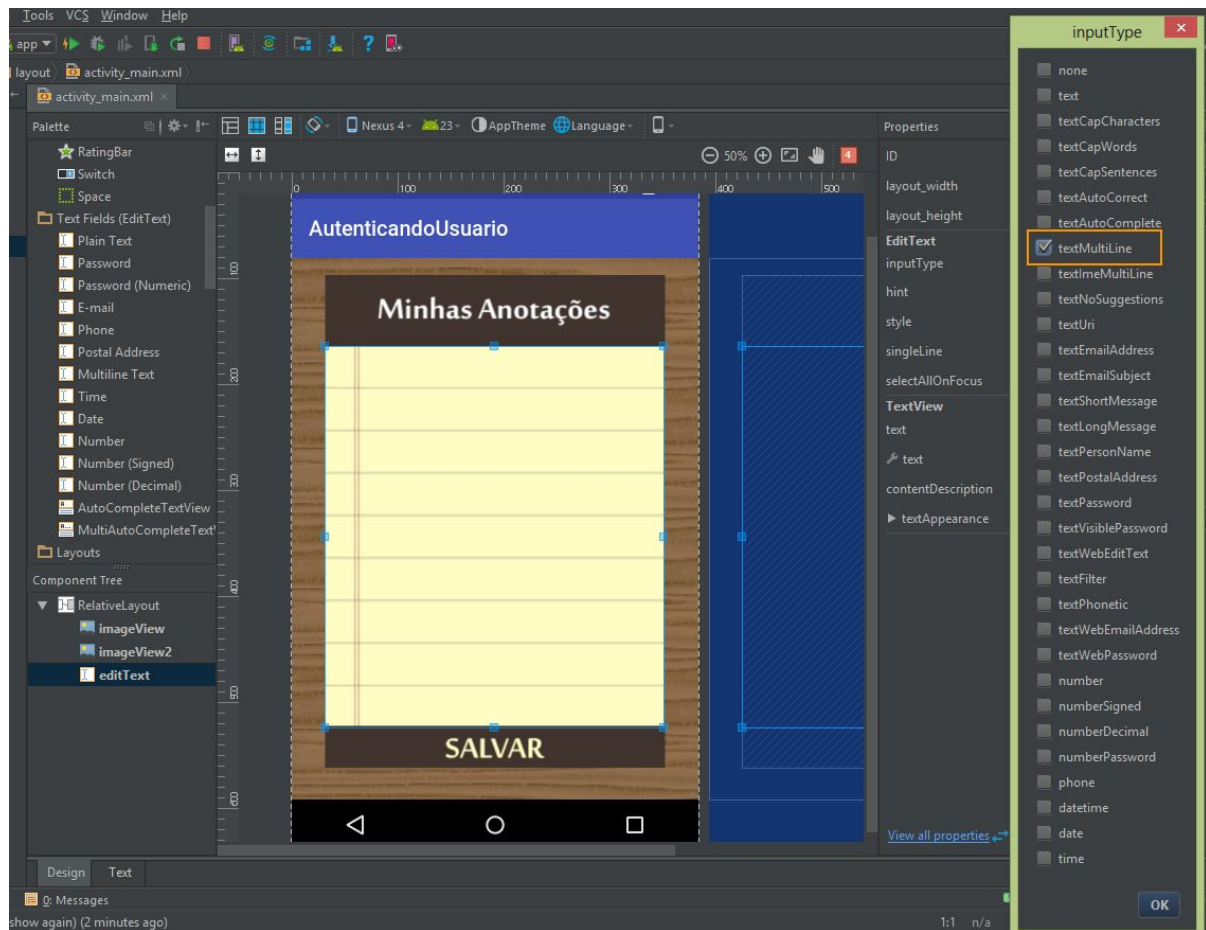 Tools VCS Window Help
app
layout activity_main.xml
activity_main.xml
Palette
RatingBar
Switch
Space
Text Fields (EditText)
Plain Text
Password
Password (Numeric)
E-mail
Phone
Postal Address
Multiline Text
Time
Date
Number
Number (Signed)
Number (Decimal)
AutoCompleteTextView
MultiAutoCompleteText
Layouts
Component Tree
RelativeLayout
imageView
imageView2
editText
Nexus 4 23 AppTheme Language
50% 4
0 100 200 300 400 500
100
200
300
400
500
600
AutenticandoUsuario
Minhas Anotações
SALVAR
Properties
ID
layout_width
layout_height
EditText
inputType
hint
style
singleLine
selectAllOnFocus
TextView
text
text
contentDescription
textAppearance
View all properties
inputType
none
text
textCapCharacters
textCapWords
textCapSentences
textAutoCorrect
textAutoComplete
textMultiLine
textImeMultiLine
textNoSuggestions
textUri
textEmailAddress
textEmailSubject
textShortMessage
textLongMessage
textPersonName
textPostalAddress
textPassword
textVisiblePassword
textWebEditText
textFilter
textPhonetic
textWebEmailAddress
textWebPassword
number
numberSigned
numberDecimal
numberPassword
phone
datetime
date
time
OK
Design Text
0: Messages
show again) (2 minutes ago)
1:1 n/a